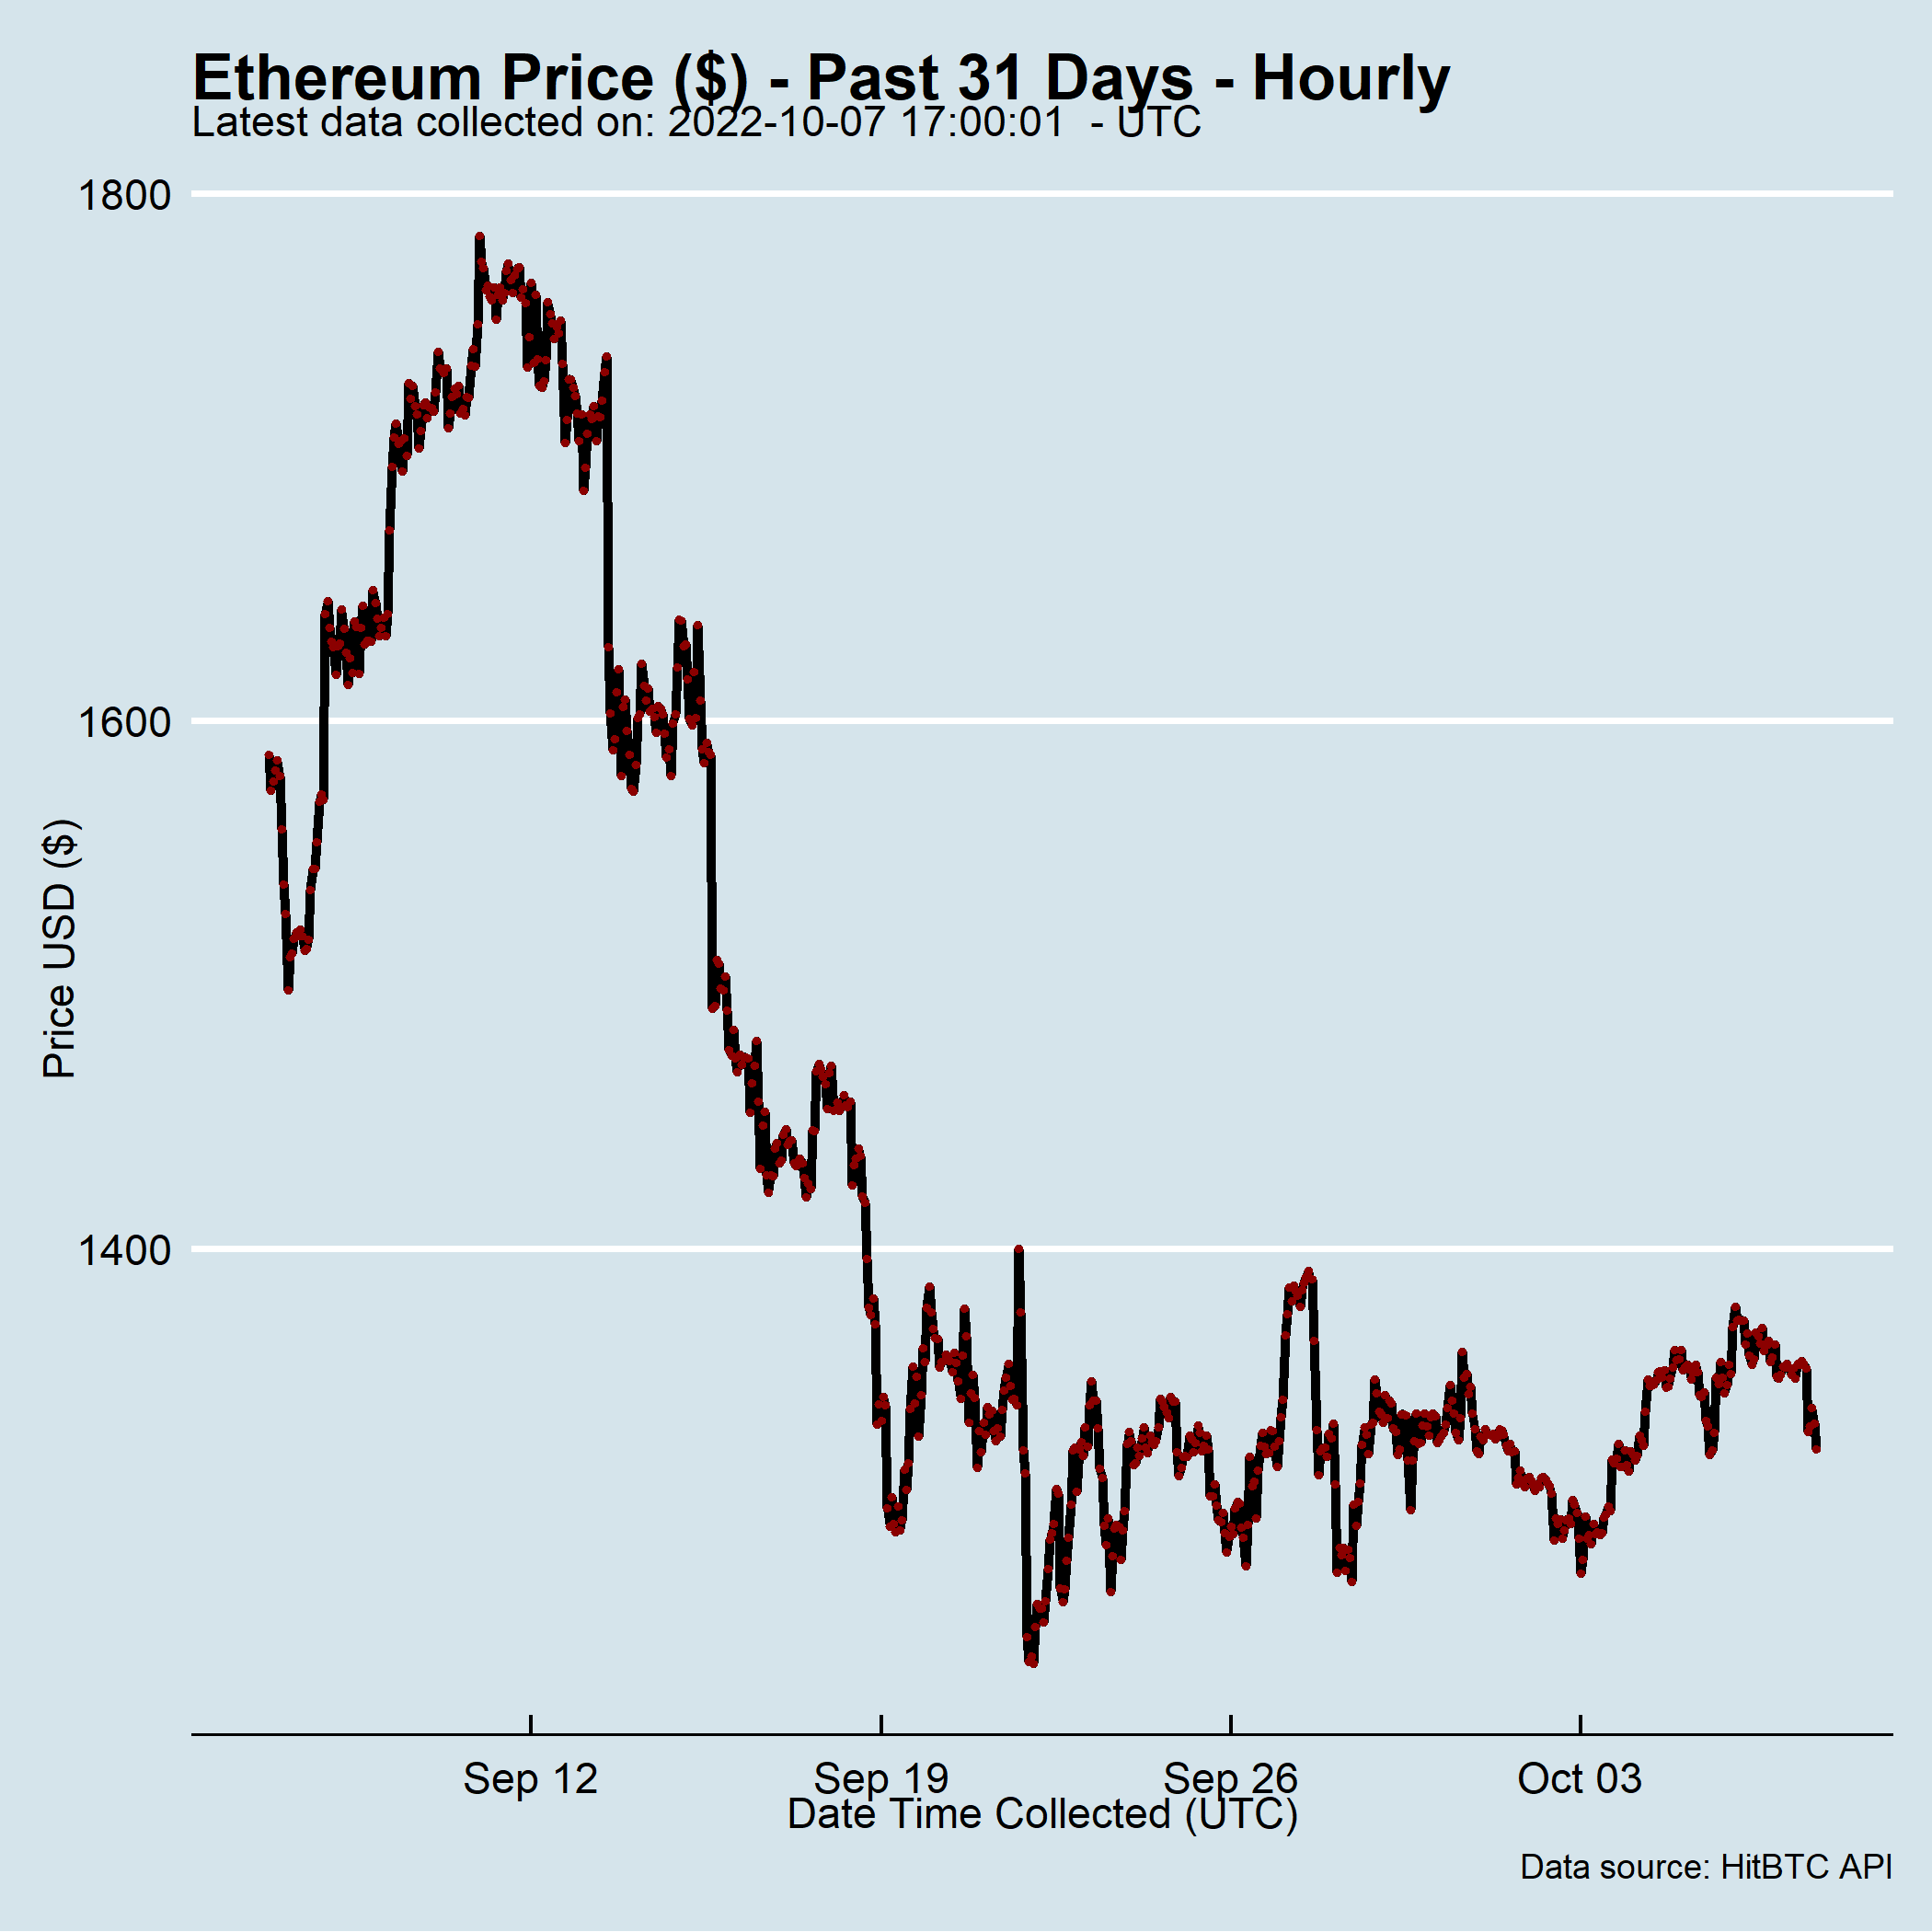 Ethereum Price ($) - Past 31 Days - Hourly
Latest data collected on: 2022-10-07 17:00:01  - UTC
1800
1600
1400
Price USD ($)
Sep 12
Sep 19
Sep 26
Oct 03
Date Time Collected (UTC)
Data source: HitBTC API